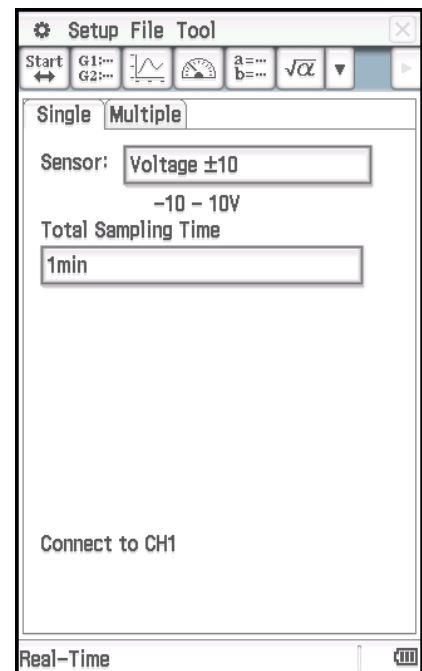 Setup File Tool
Start G1:··· G2:··· a=··· b=··· √α
Single Multiple
Sensor: Voltage ±10
-10 - 10V
Total Sampling Time
1min
Connect to CH1
Real-Time